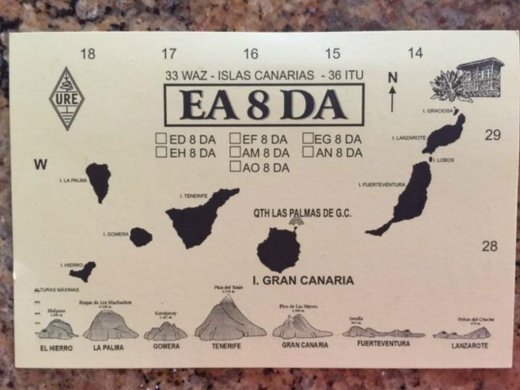 18 17 16 15 14
33 WAZ - ISLAS CANARIAS - 36 ITU
N
URE
EA 8 DA
I. GRACIOSA
ED 8 DA EF 8 DA EG 8 DA
I. LANZAROTE
29
EH 8 DA AM 8 DA AN 8 DA
I. LOBOS
W
AO 8 DA
I. LA PALMA
I. FUERTEVENTURA
I. TENERIFE
QTH LAS PALMAS DE G.C.
I. GOMERA
28
I. HIERRO
I. GRAN CANARIA
ALTURAS MÁXIMAS
Pico del Teide
Roque de Los Muchachos
Malpaso
Garajonay
Pico de Las Nieves
EL HIERRO LA PALMA GOMERA TENERIFE GRAN CANARIA FUERTEVENTURA LANZAROTE